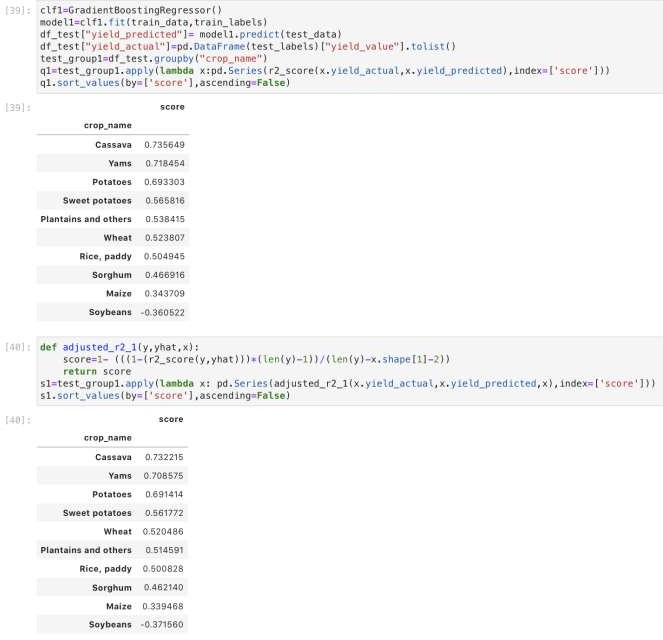 [39]: clf1=GradientBoostingRegressor()
model1=clf1.fit(train_data,train_labels)
df_test["yield_predicted"]= model1.predict(test_data)
df_test["yield_actual"]=pd.DataFrame(test_labels)["yield_value"].tolist()
test_group1=df_test.groupby("crop_name")
q1=test_group1.apply(lambda x:pd.Series(r2_score(x.yield_actual,x.yield_predicted),index=['score']))
q1.sort_values(by=['score'],ascending=False)
[39]: score
crop_name
Cassava 0.735649
Yams 0.718454
Potatoes 0.693303
Sweet potatoes 0.565816
Plantains and others 0.538415
Wheat 0.523807
Rice, paddy 0.504945
Sorghum 0.466916
Maize 0.343709
Soybeans -0.360522
[40]: def adjusted_r2_1(y,yhat,x):
score=1- (((1-(r2_score(y,yhat)))*(len(y)-1))/(len(y)-x.shape[1]-2))
return score
s1=test_group1.apply(lambda x: pd.Series(adjusted_r2_1(x.yield_actual,x.yield_predicted,x),index=['score']))
s1.sort_values(by=['score'],ascending=False)
[40]: score
crop_name
Cassava 0.732215
Yams 0.708575
Potatoes 0.691414
Sweet potatoes 0.561772
Wheat 0.520486
Plantains and others 0.514591
Rice, paddy 0.500828
Sorghum 0.462140
Maize 0.339468
Soybeans -0.371560